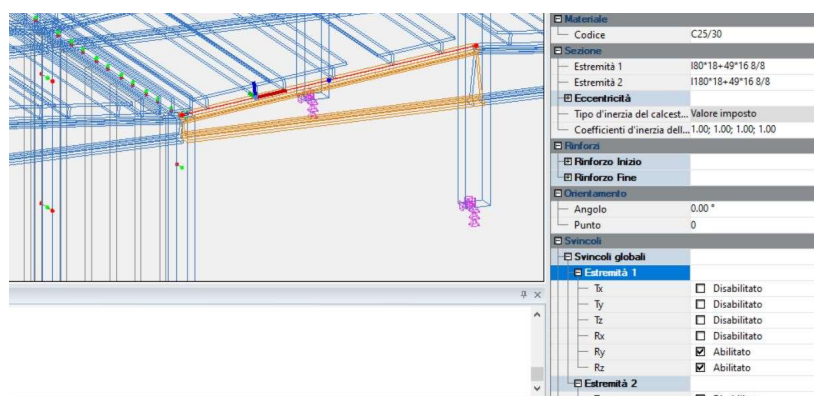 Materiale
Codice C25/30
Sezione
Estremità 1 I80*18+49*16 8/8
Estremità 2 I180*18+49*16 8/8
Eccentricità
Tipo d'inerzia del calcest... Valore imposto
Coefficienti d'inerzia dell... 1.00; 1.00; 1.00; 1.00
Rinforzi
Rinforzo Inizio
Rinforzo Fine
Orientamento
Angolo 0.00 °
Punto 0
Svincoli
Svincoli globali
Estremità 1
Tx Disabilitato
Ty Disabilitato
Tz Disabilitato
Rx Disabilitato
Ry Abilitato
Rz Abilitato
Estremità 2